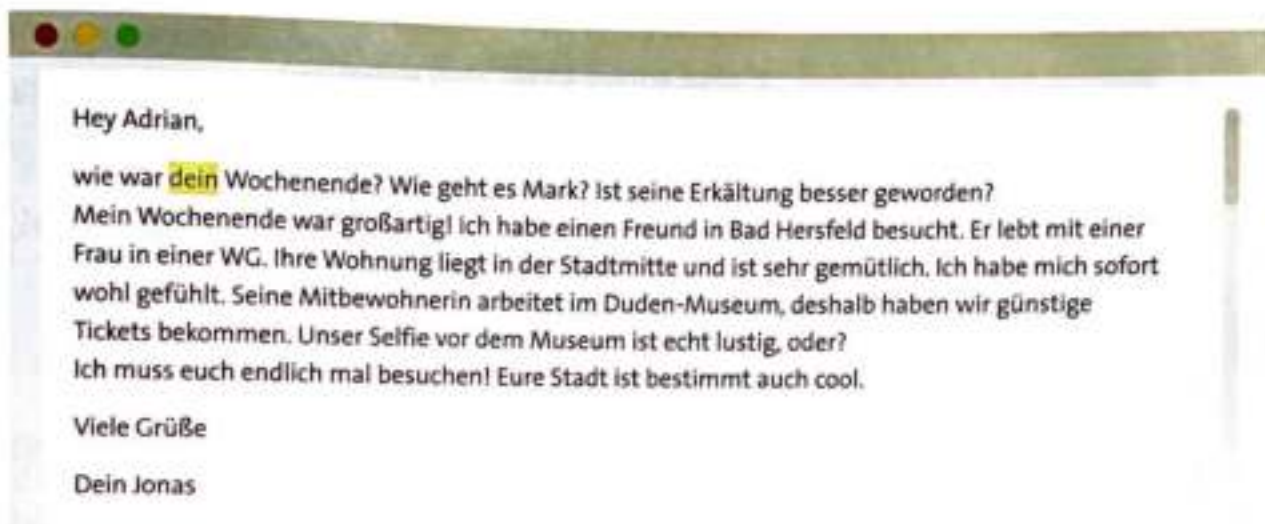 Hey Adrian,
wie war dein Wochenende? Wie geht es Mark? Ist seine Erkältung besser geworden?
Mein Wochenende war großartig! Ich habe einen Freund in Bad Hersfeld besucht. Er lebt mit einer
Frau in einer WG. Ihre Wohnung liegt in der Stadtmitte und ist sehr gemütlich. Ich habe mich sofort
wohl gefühlt. Seine Mitbewohnerin arbeitet im Duden-Museum, deshalb haben wir günstige
Tickets bekommen. Unser Selfie vor dem Museum ist echt lustig, oder?
Ich muss euch endlich mal besuchen! Eure Stadt ist bestimmt auch cool.
Viele Grüße
Dein Jonas